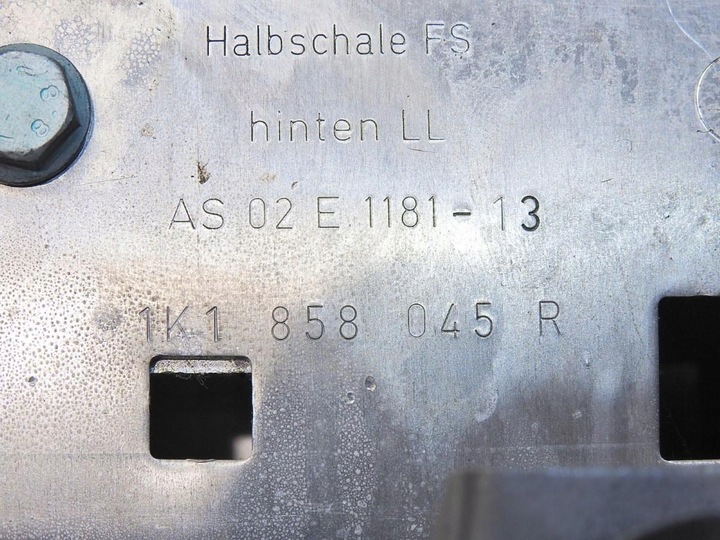 Halbschale FS
hinten LL
AS 02 E 1181-13
1K1 858 045 R